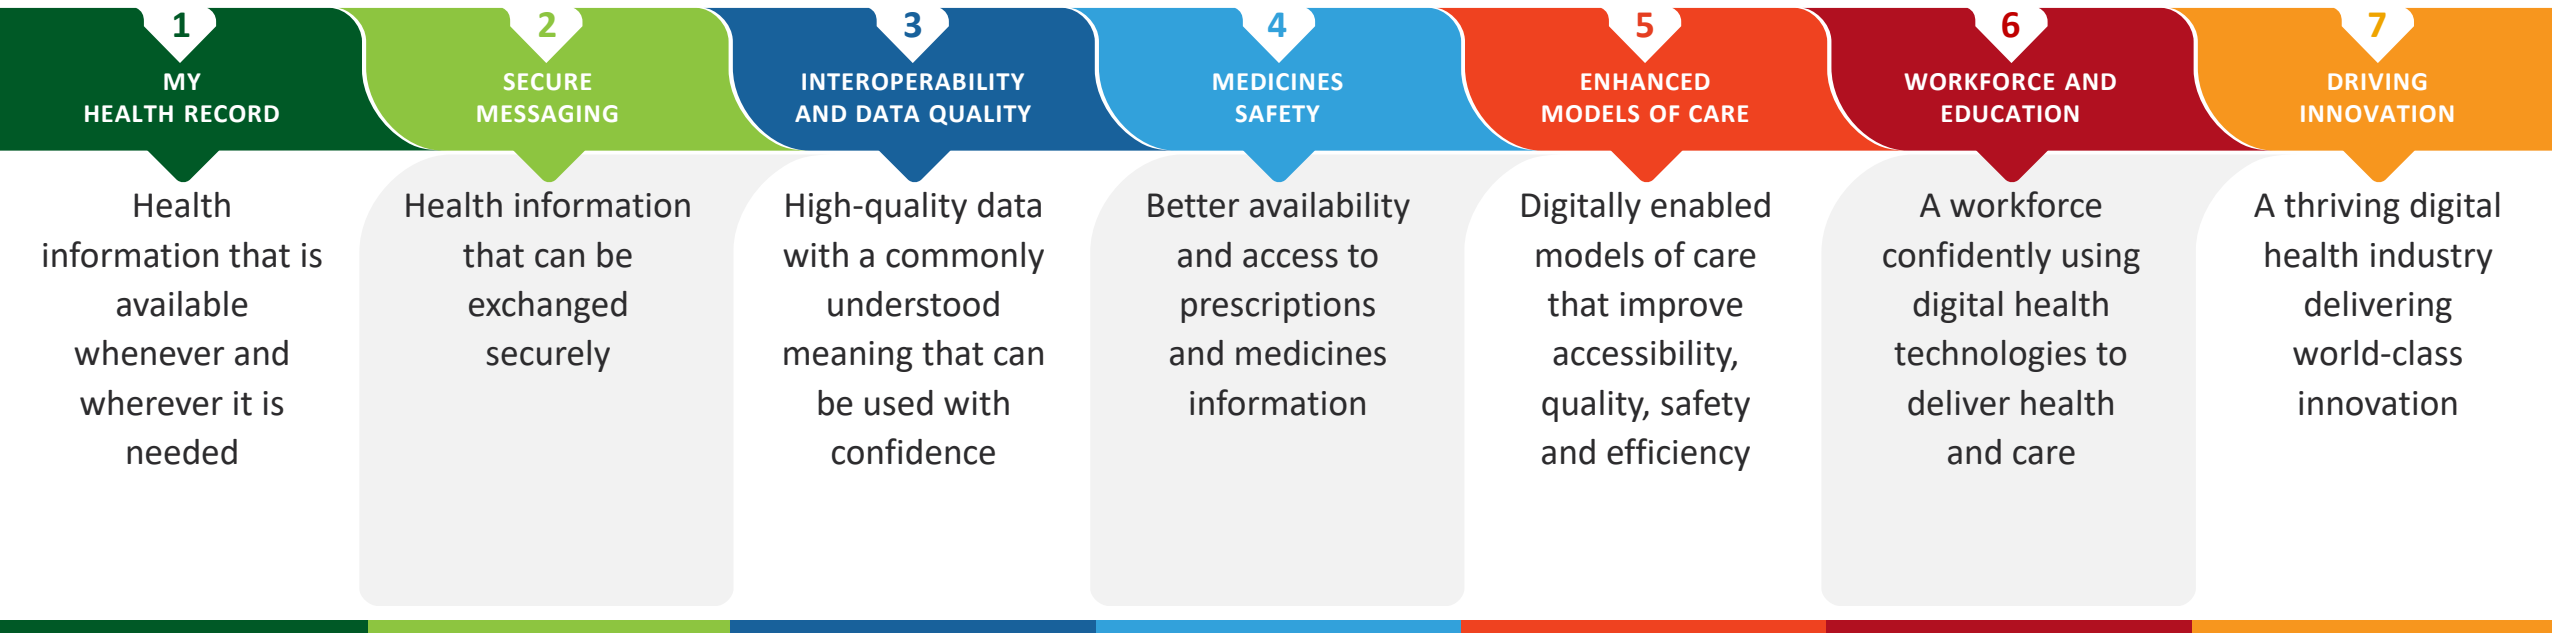 1
MY
HEALTH RECORD
Health
information that is
available
whenever and
wherever it is
needed
2
SECURE
MESSAGING
Health information
that can be
exchanged
securely
3
INTEROPERABILITY
AND DATA QUALITY
High-quality data
with a commonly
understood
meaning that can
be used with
confidence
4
MEDICINES
SAFETY
Better availability
and access to
prescriptions
and medicines
information
5
ENHANCED
MODELS OF CARE
Digitally enabled
models of care
that improve
accessibility,
quality, safety
and efficiency
6
WORKFORCE AND
EDUCATION
A workforce
confidently using
digital health
technologies to
deliver health
and care
7
DRIVING
INNOVATION
A thriving digital
health industry
delivering
world-class
innovation